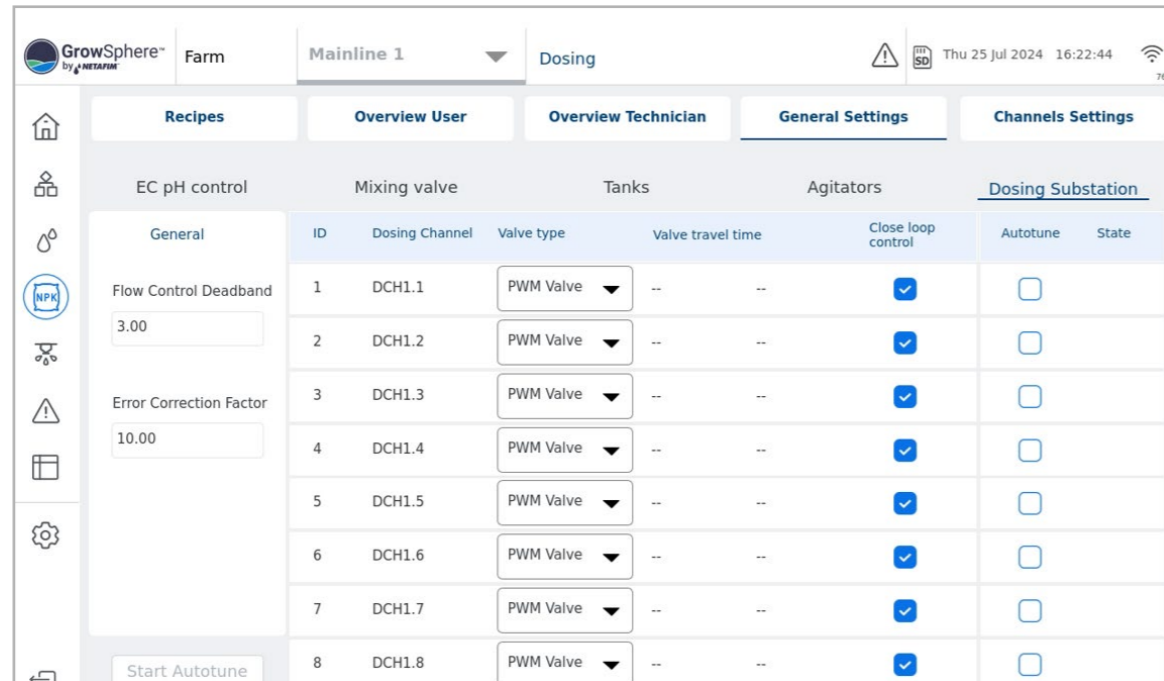 GrowSphere™
by NETAFIM
Farm
Mainline 1
Dosing
SD
Thu 25 Jul 2024 16:22:44
Recipes Overview User Overview Technician General Settings Channels Settings
EC pH control Mixing valve Tanks Agitators Dosing Substation
NPK
General
Flow Control Deadband
3.00
Error Correction Factor
10.00
Start Autotune
ID Dosing Channel Valve type Valve travel time Close loop control Autotune State
1 DCH1.1 PWM Valve -- --
2 DCH1.2 PWM Valve -- --
3 DCH1.3 PWM Valve -- --
4 DCH1.4 PWM Valve -- --
5 DCH1.5 PWM Valve -- --
6 DCH1.6 PWM Valve -- --
7 DCH1.7 PWM Valve -- --
8 DCH1.8 PWM Valve -- --